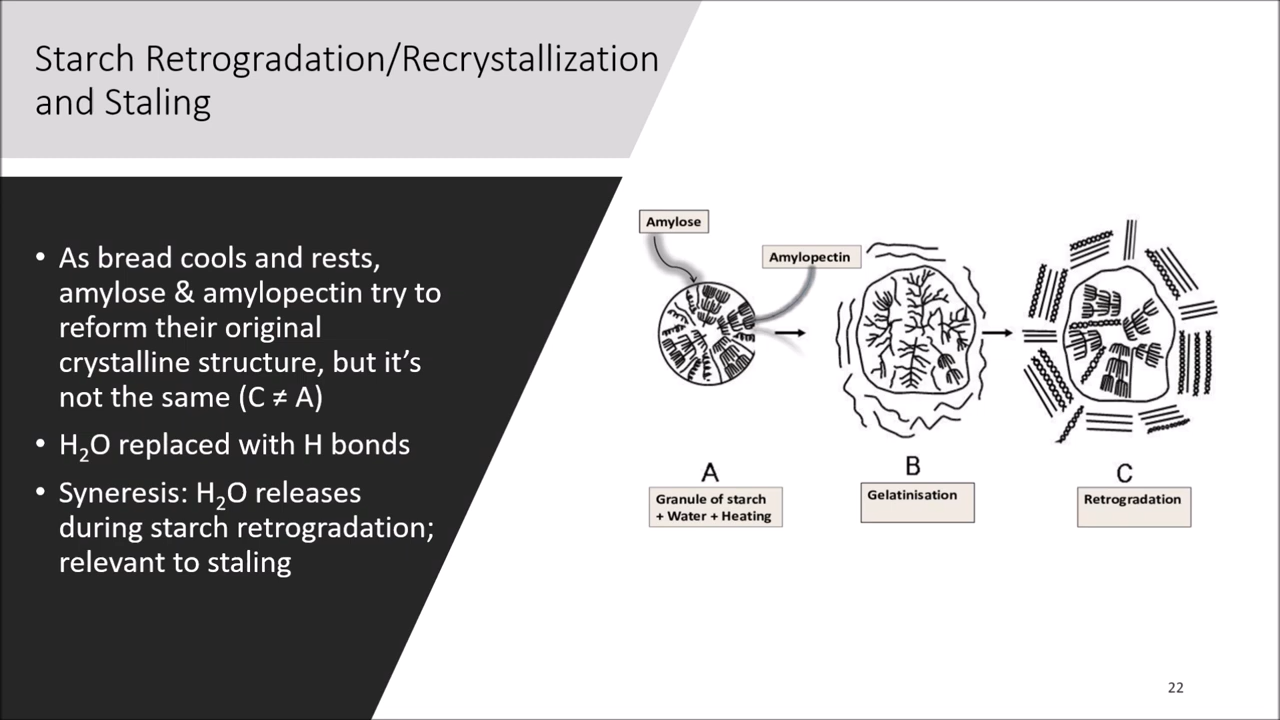 Starch Retrogradation/Recrystallization
and Staling
• As bread cools and rests,
amylose & amylopectin try to
reform their original
crystalline structure, but it’s
not the same (C ≠ A)
• H₂O replaced with H bonds
• Syneresis: H₂O releases
during starch retrogradation;
relevant to staling
Amylose
Amylopectin
A
Granule of starch
+ Water + Heating
B
Gelatinisation
C
Retrogradation
22